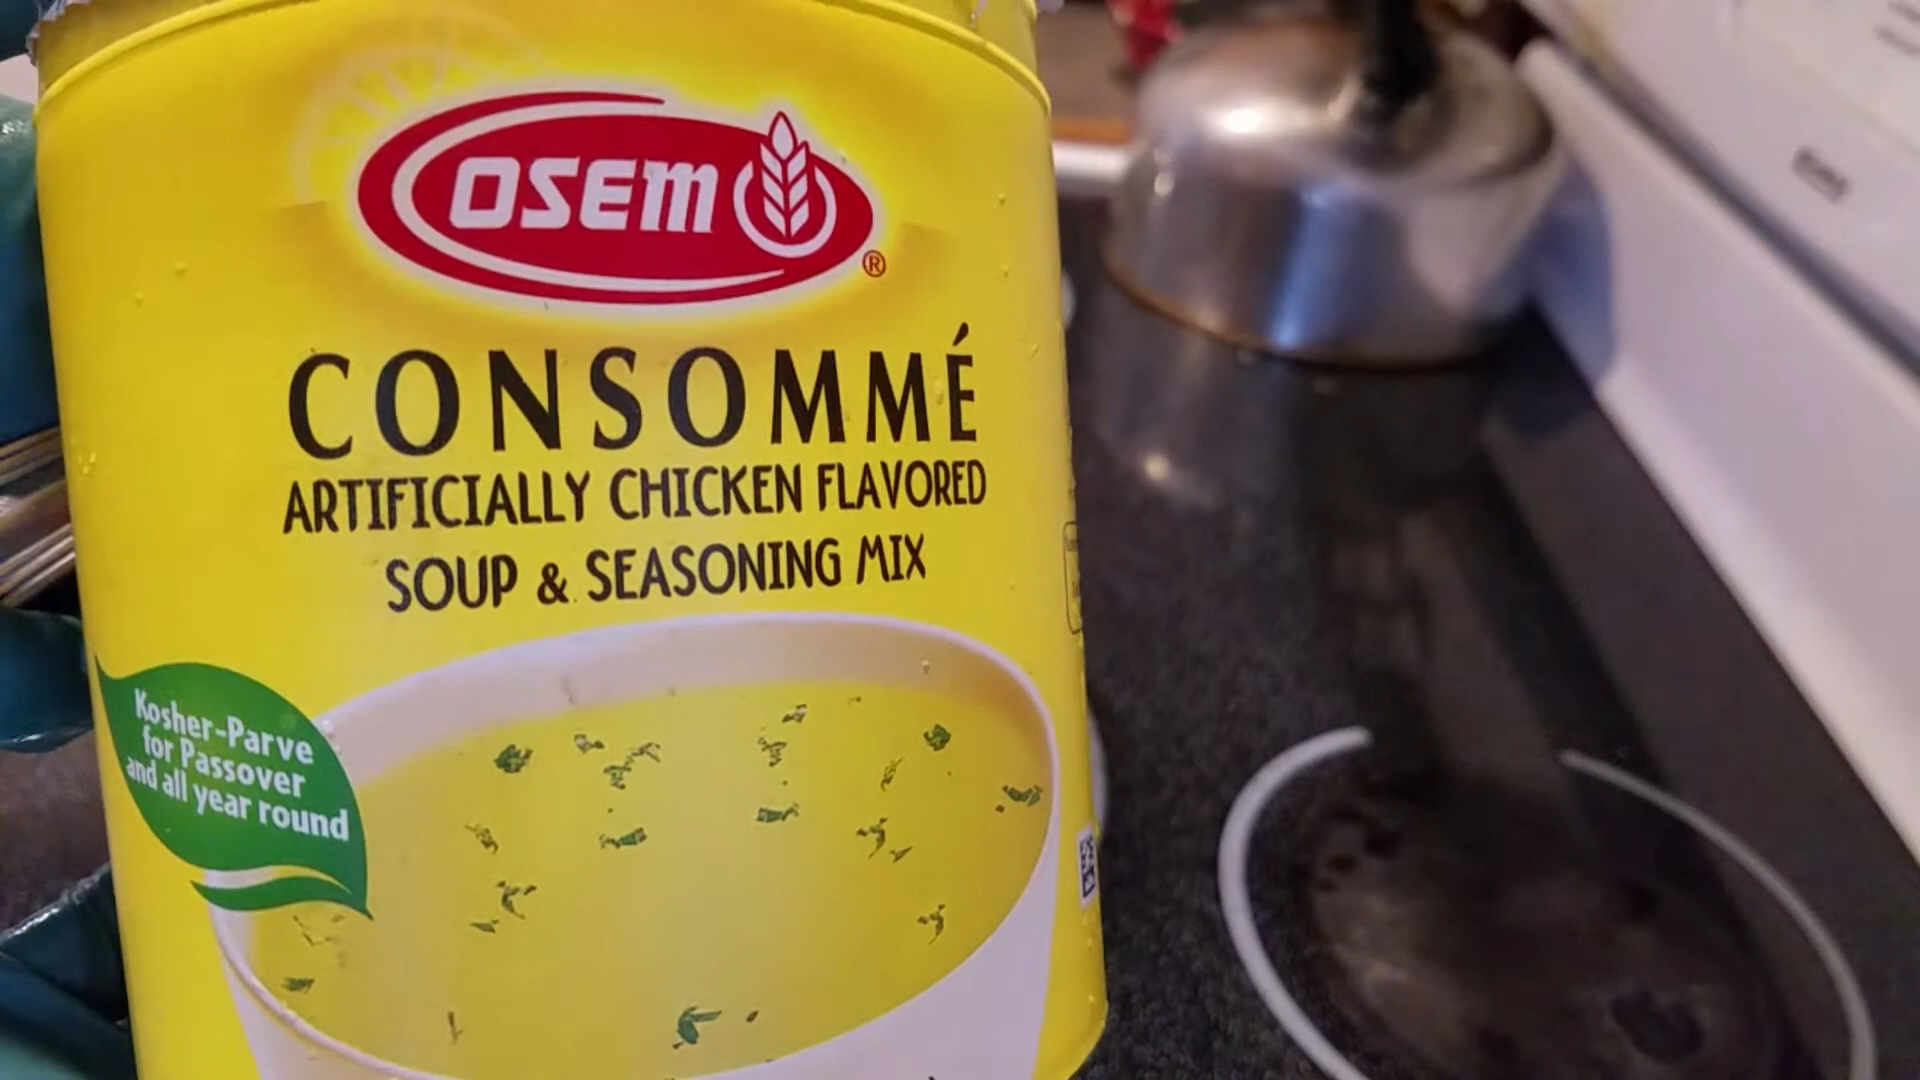 OSEM
®
CONSOMMÉ
ARTIFICIALLY CHICKEN FLAVORED
SOUP & SEASONING MIX
Kosher-Parve
for Passover
and all year round